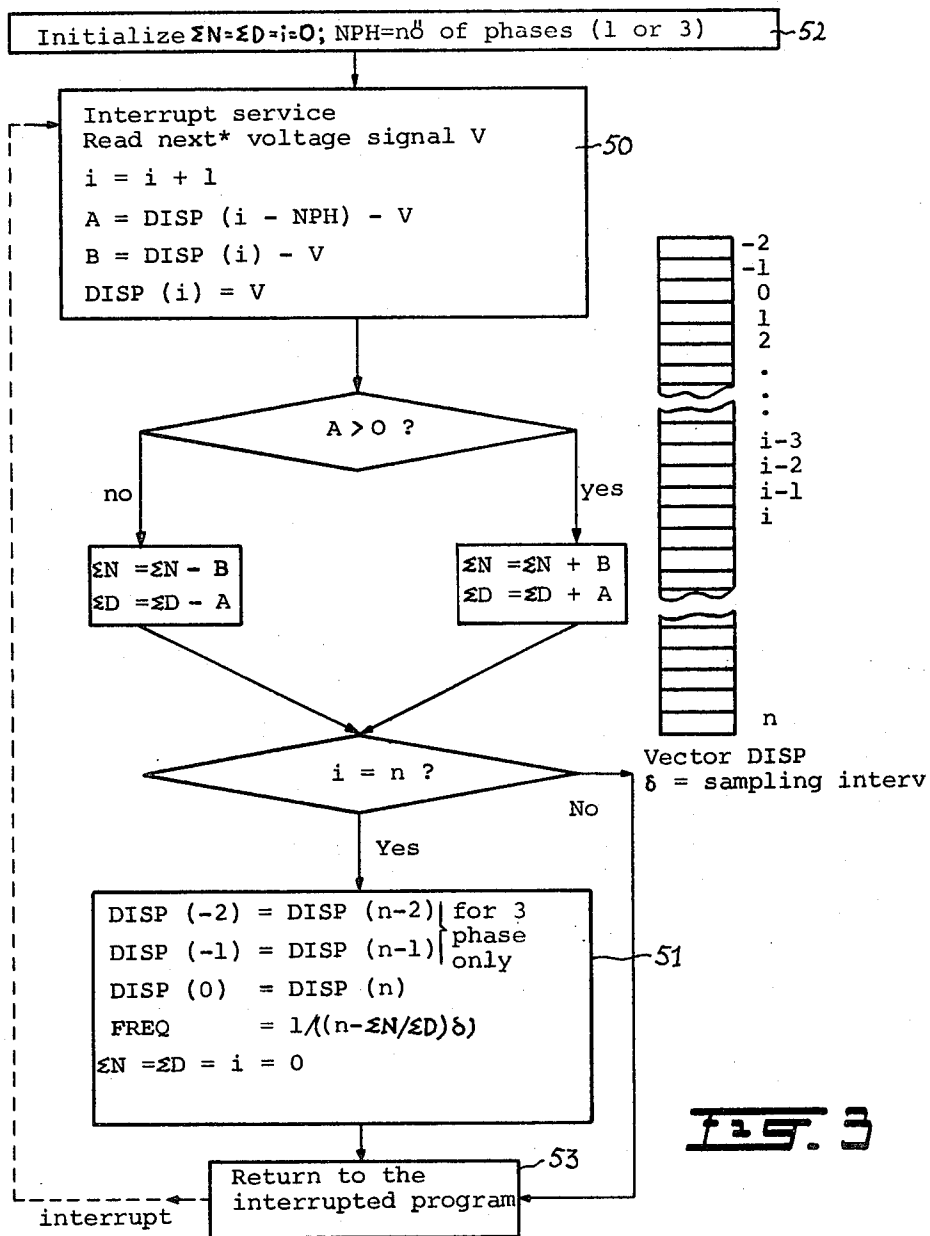 Initialize ΣN=ΣD=i=0; NPH=nō of phases (1 or 3)
52
Interrupt service
Read next* voltage signal V
50
i = i + 1
A = DISP (i - NPH) - V
B = DISP (i) - V
DISP (i) = V
-2
-1
0
1
2
.
.
.
i-3
i-2
i-1
i
n
Vector DISP
δ = sampling interv
A > 0 ?
no
yes
ΣN =ΣN - B
ΣD =ΣD - A
ΣN =ΣN + B
ΣD =ΣD + A
i = n ?
No
Yes
DISP (-2) = DISP (n-2) for 3
phase
DISP (-1) = DISP (n-1) only
51
DISP (0) = DISP (n)
FREQ = 1/((n-ΣN/ΣD)δ)
ΣN =ΣD = i = 0
Return to the
interrupted program
53
interrupt
FIG. 3